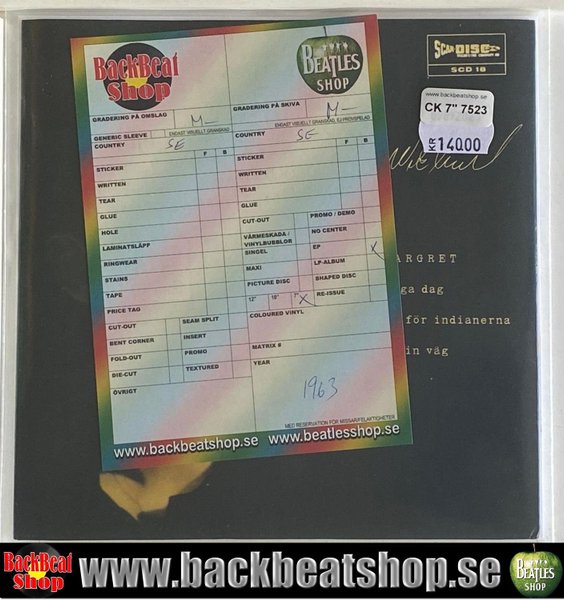 BackBeat
Shop
BEATLES
SHOP
GRADERING PÅ OMSLAG
M-
GRADERING PÅ SKIVA
M-
GENERIC SLEEVE
ENDAST VISUELLT GRANSKAD
ENDAST VISUELLT GRANSKAD, EJ PROVSPELAD
COUNTRY
SE
COUNTRY
SE
F B
F B
STICKER
WRITTEN
TEAR
GLUE
HOLE
LAMINATSLÄPP
RINGWEAR
STAINS
TAPE
PRICE TAG
CUT-OUT
SEAM SPLIT
BENT CORNER
INSERT
FOLD-OUT
PROMO
DIE-CUT
TEXTURED
ÖVRIGT
STICKER
WRITTEN
TEAR
GLUE
CUT-OUT
PROMO / DEMO
VÄRMESKADA /
VINYLBUBBLOR
NO CENTER
SINGEL
EP
X
MAXI
LP-ALBUM
PICTURE DISC
SHAPED DISC
12" 10" 7" X
RE-ISSUE
COLOURED VINYL
MATRIX #
YEAR
1963
MED RESERVATION FÖR MISSAR/FELAKTIGHETER
www.backbeatshop.se www.beatlesshop.se
SCANDISC
SCD 18
www.backbeatshop.se
CK 7" 7523
KR 140.00
ARGRET
ga dag
för indianerna
in väg
BackBeat
Shop
www.backbeatshop.se
BEATLES
SHOP